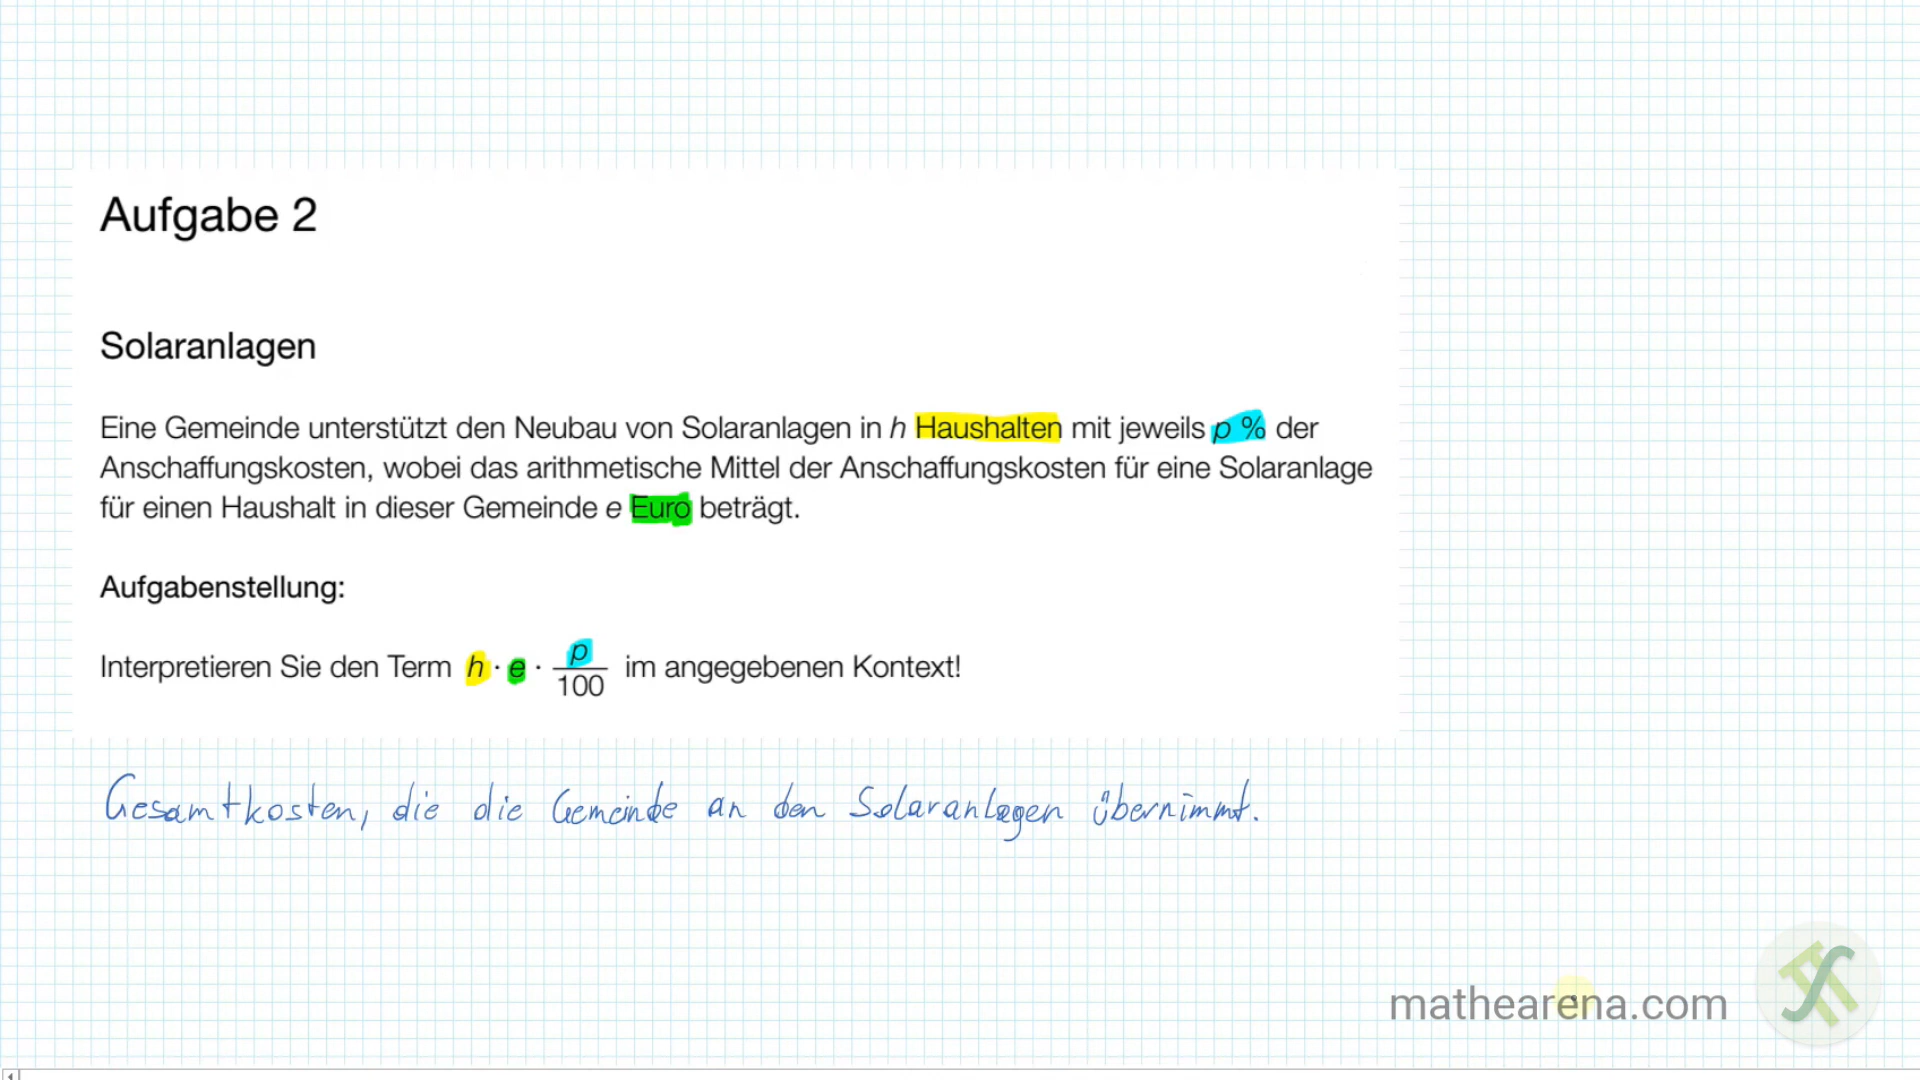 Aufgabe 2
Solaranlagen
Eine Gemeinde unterstützt den Neubau von Solaranlagen in h Haushalten mit jeweils p % der
Anschaffungskosten, wobei das arithmetische Mittel der Anschaffungskosten für eine Solaranlage
für einen Haushalt in dieser Gemeinde e Euro beträgt.
Aufgabenstellung:
Interpretieren Sie den Term h · e · p/100 im angegebenen Kontext!
Gesamtkosten, die die Gemeinde an den Solaranlagen übernimmt.
mathearena.com